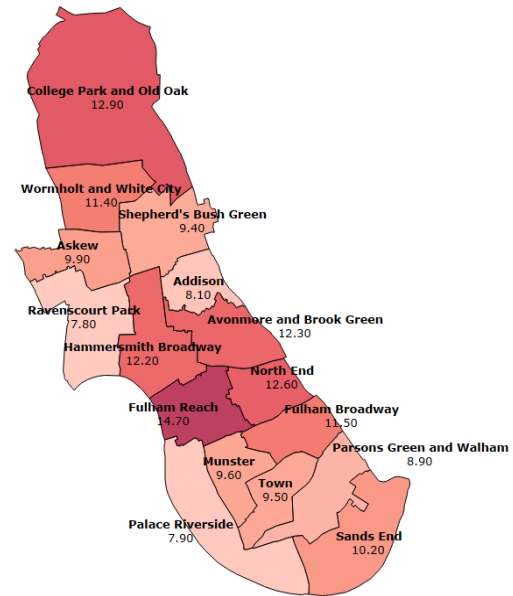 College Park and Old Oak
12.90
Wormholt and White City
11.40
Shepherd's Bush Green
9.40
Askew
9.90
Addison
8.10
Ravenscourt Park
7.80
Avonmore and Brook Green
12.30
Hammersmith Broadway
12.20
North End
12.60
Fulham Reach
14.70
Fulham Broadway
11.50
Parsons Green and Walham
8.90
Munster
9.60
Town
9.50
Palace Riverside
7.90
Sands End
10.20